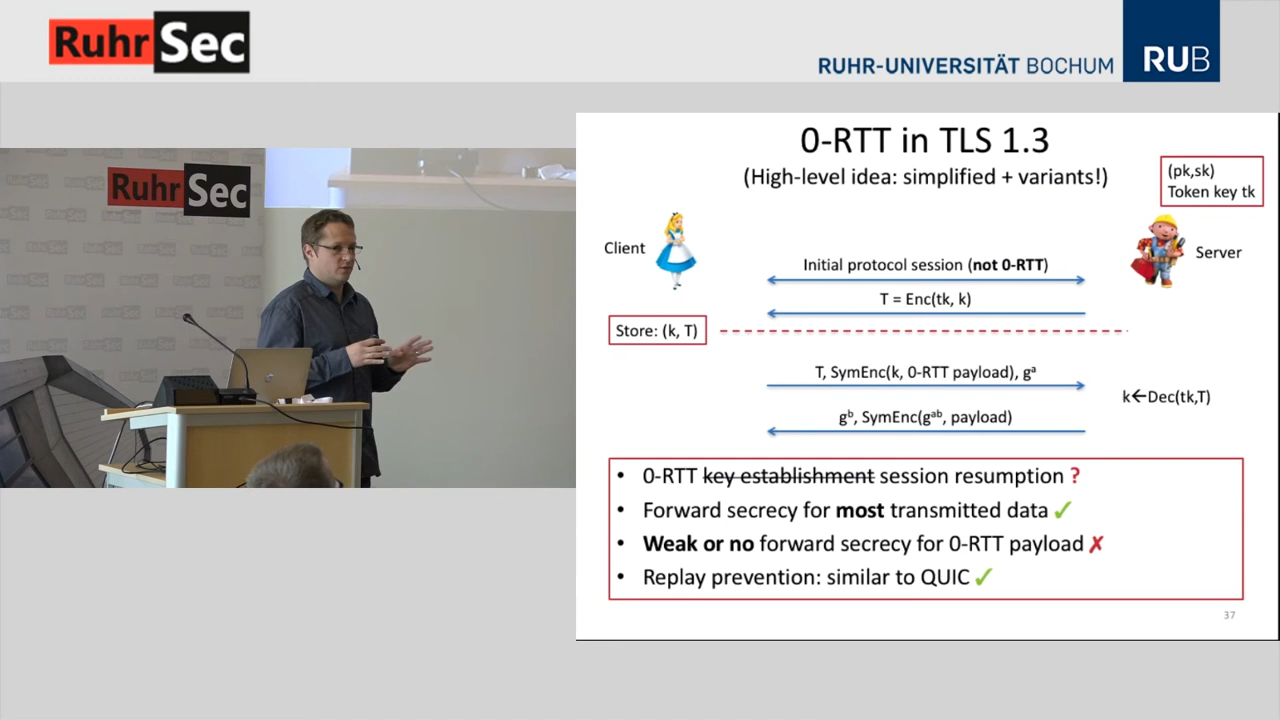 RuhrSec
RUHR-UNIVERSITÄT BOCHUM RUB
RuhrSec
0-RTT in TLS 1.3
(High-level idea: simplified + variants!)
(pk,sk)
Token key tk
Client
Server
Initial protocol session (not 0-RTT)
T = Enc(tk, k)
Store: (k, T)
T, SymEnc(k, 0-RTT payload), gᵃ
k←Dec(tk,T)
gᵇ, SymEnc(gᵃᵇ, payload)
• 0-RTT key establishment session resumption ?
• Forward secrecy for most transmitted data ✓
• Weak or no forward secrecy for 0-RTT payload ✗
• Replay prevention: similar to QUIC ✓
37